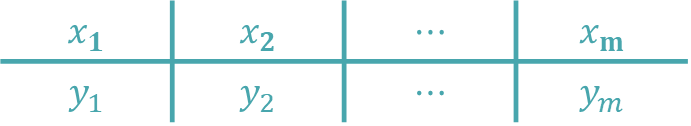 x₁ x₂ ⋯ xₘ
y₁ y₂ ⋯ yₘ